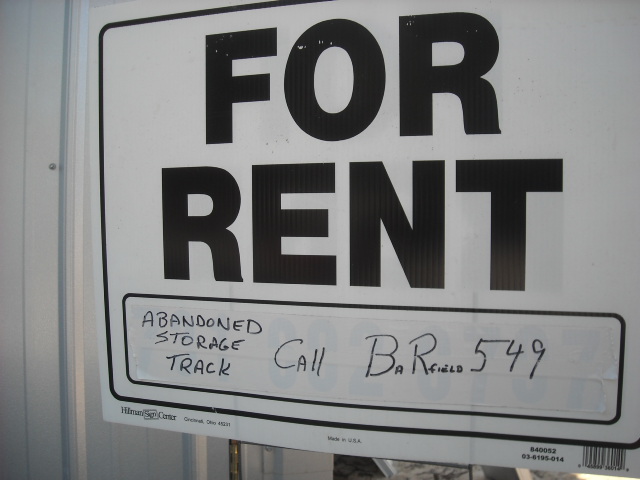 FOR
RENT
ABANDONED
STORAGE
TRACK
Call BaRfield 549
Hillman Sign Center
Cincinnati, Ohio 45231
Made in U.S.A.
840052
03-6195-014